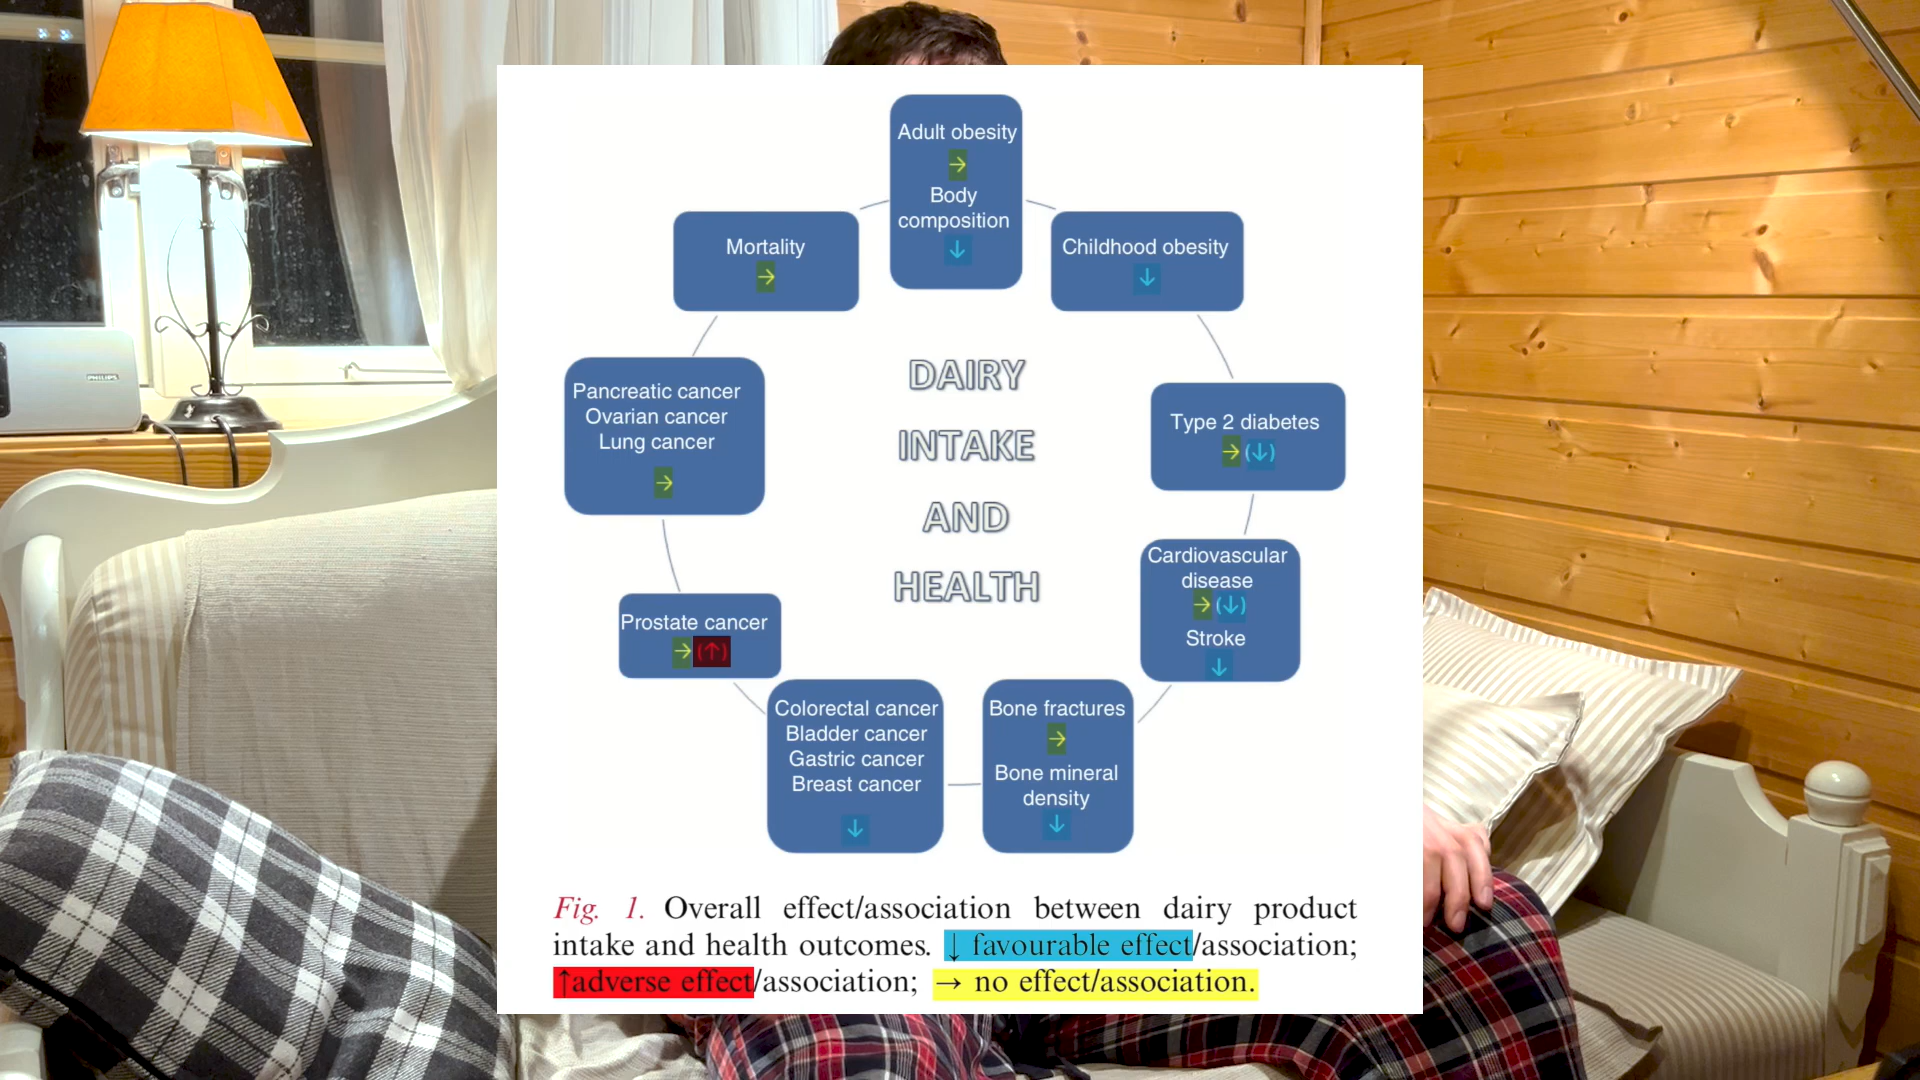 Adult obesity
→
Body
composition
↓
Mortality
→
Childhood obesity
↓
Pancreatic cancer
Ovarian cancer
Lung cancer
→
DAIRY
INTAKE
AND
HEALTH
Type 2 diabetes
→(↓)
Cardiovascular
disease
→(↓)
Stroke
↓
Prostate cancer
→(↑)
Colorectal cancer
Bladder cancer
Gastric cancer
Breast cancer
↓
Bone fractures
→
Bone mineral
density
↓
Fig. 1. Overall effect/association between dairy product
intake and health outcomes. ↓ favourable effect/association;
↑adverse effect/association; → no effect/association.
PHILIPS